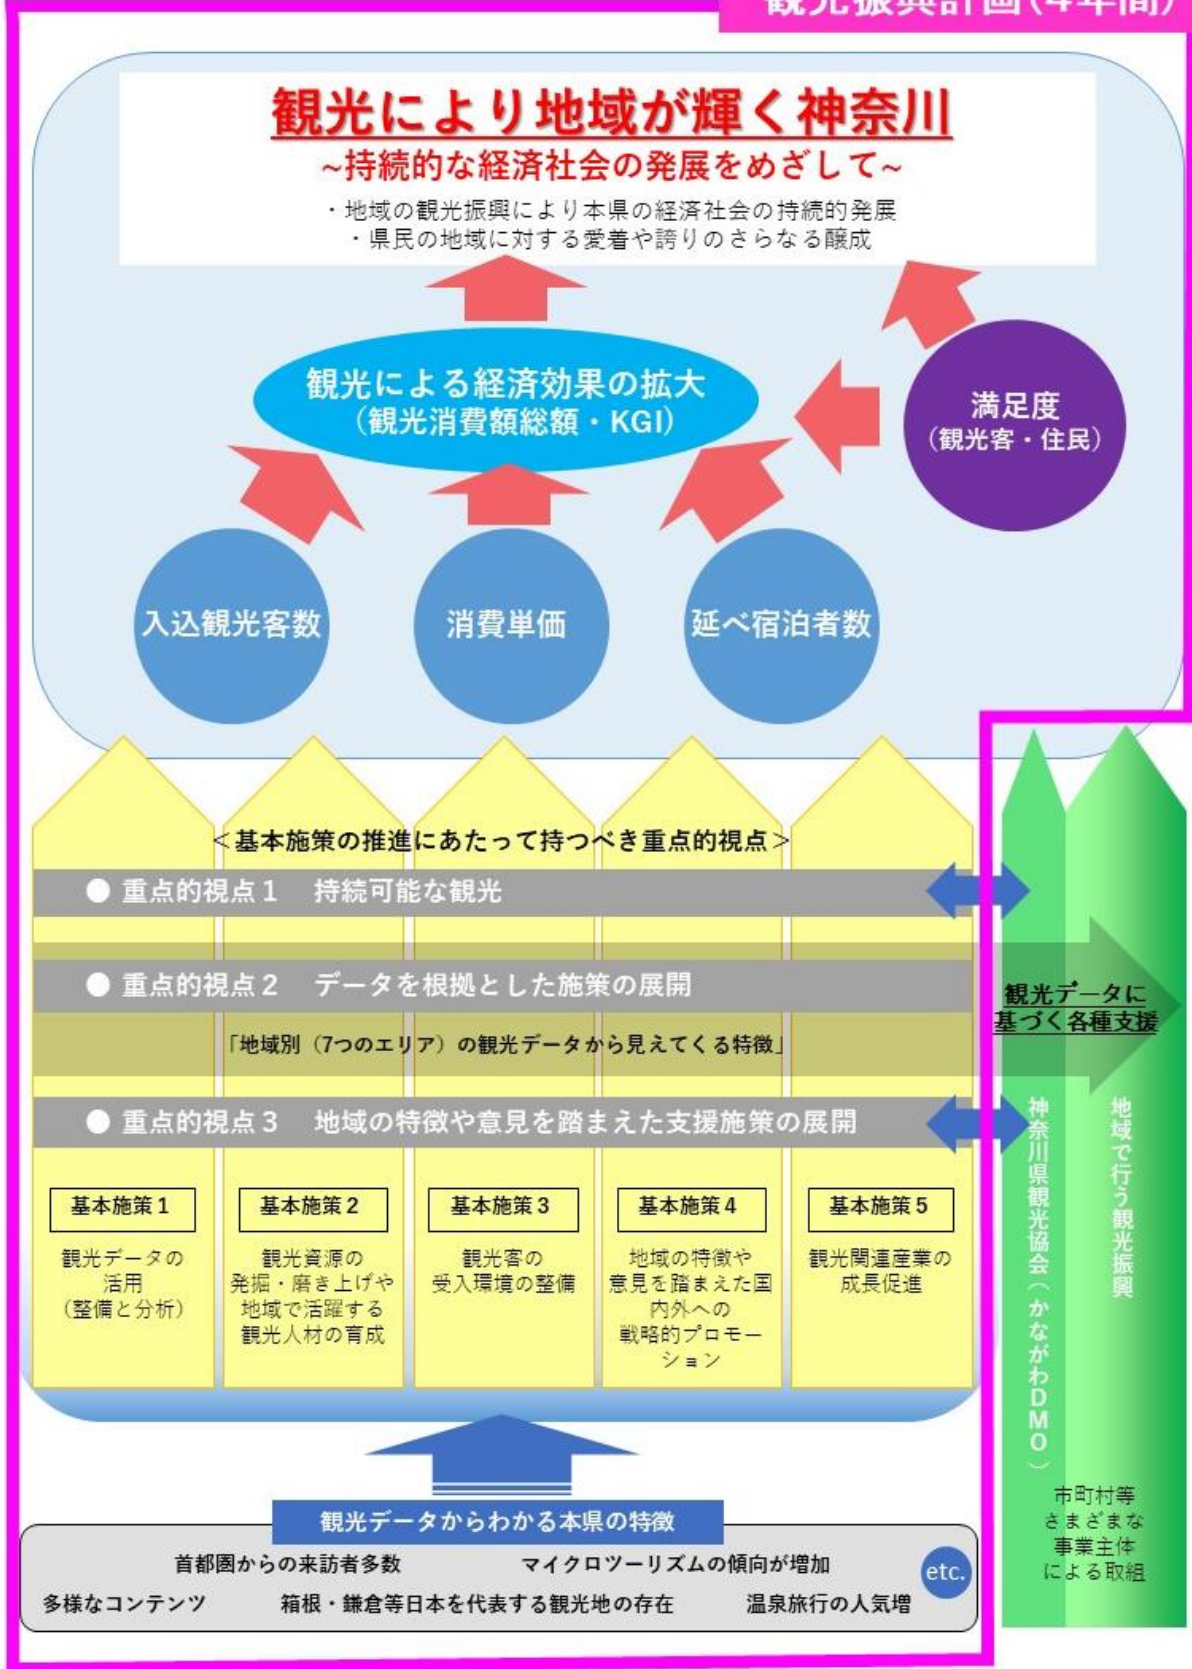 観光振興計画(4年間)
観光により地域が輝く神奈川
~持続的な経済社会の発展をめざして~
・地域の観光振興により本県の経済社会の持続的発展
・県民の地域に対する愛着や誇りのさらなる醸成
観光による経済効果の拡大
(観光消費額総額・KGI)
満足度
(観光客・住民)
入込観光客数
消費単価
延べ宿泊者数
<基本施策の推進にあたって持つべき重点的視点>
● 重点的視点1 持続可能な観光
● 重点的視点2 データを根拠とした施策の展開
「地域別(7つのエリア)の観光データから見えてくる特徴」
● 重点的視点3 地域の特徴や意見を踏まえた支援施策の展開
観光データに
基づく各種支援
基本施策1
観光データの
活用
(整備と分析)
基本施策2
観光資源の
発掘・磨き上げや
地域で活躍する
観光人材の育成
基本施策3
観光客の
受入環境の整備
基本施策4
地域の特徴や
意見を踏まえた国
内外への
戦略的プロモー
ション
基本施策5
観光関連産業の
成長促進
神奈川県観光協会(かながわDMO)
地域で行う観光振興
市町村等
さまざまな
事業主体
による取組
観光データからわかる本県の特徴
首都圏からの来訪者多数
マイクロツーリズムの傾向が増加
多様なコンテンツ
箱根・鎌倉等日本を代表する観光地の存在
温泉旅行の人気増
etc.